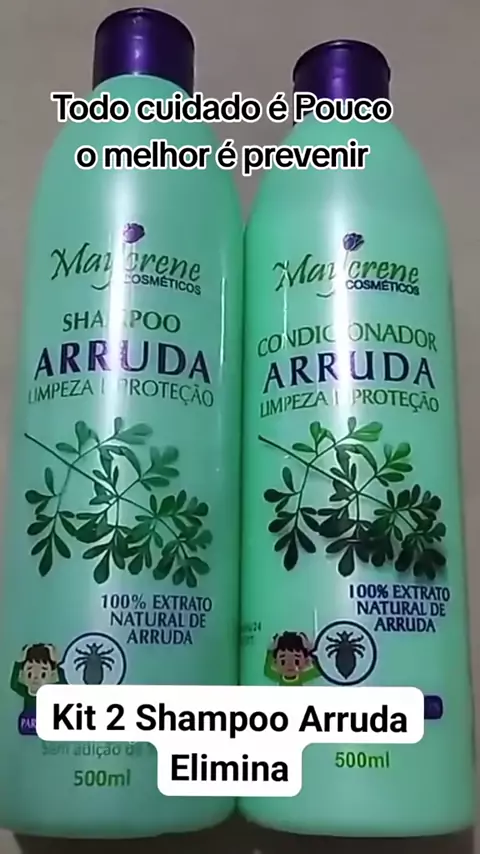 Todo cuidado é Pouco
o melhor é prevenir
Maycrene
COSMÉTICOS
SHAMPOO
ARRUDA
LIMPEZA E PROTEÇÃO
100% EXTRATO
NATURAL DE
ARRUDA
500ml
Maycrene
COSMÉTICOS
CONDICIONADOR
ARRUDA
LIMPEZA E PROTEÇÃO
100% EXTRATO
NATURAL DE
ARRUDA
500ml
Kit 2 Shampoo Arruda
Elimina